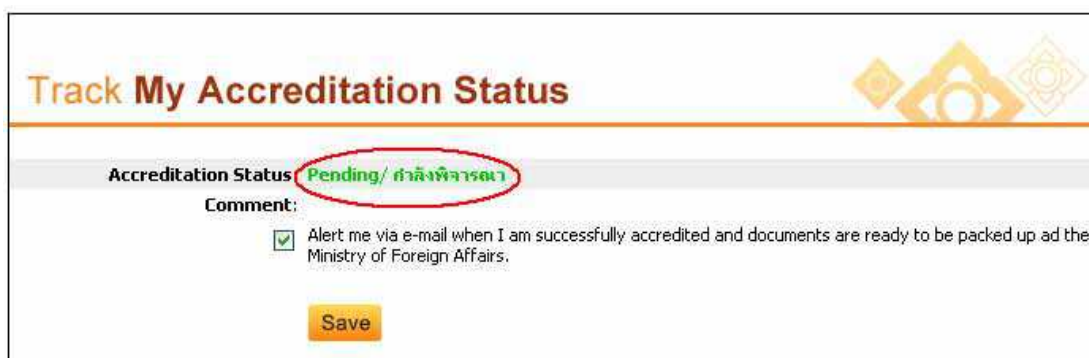 Track My Accreditation Status
Accreditation Status Pending/ กำลังพิจารณา
Comment:
Alert me via e-mail when I am successfully accredited and documents are ready to be packed up ad the
Ministry of Foreign Affairs.
Save